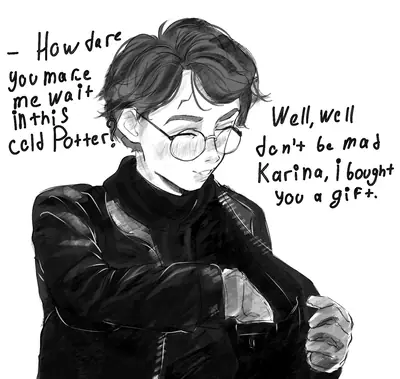 - How dare
you make
me wait
in this
cold Potter!
Well, well
don't be mad
Karina, i bought
you a gift.